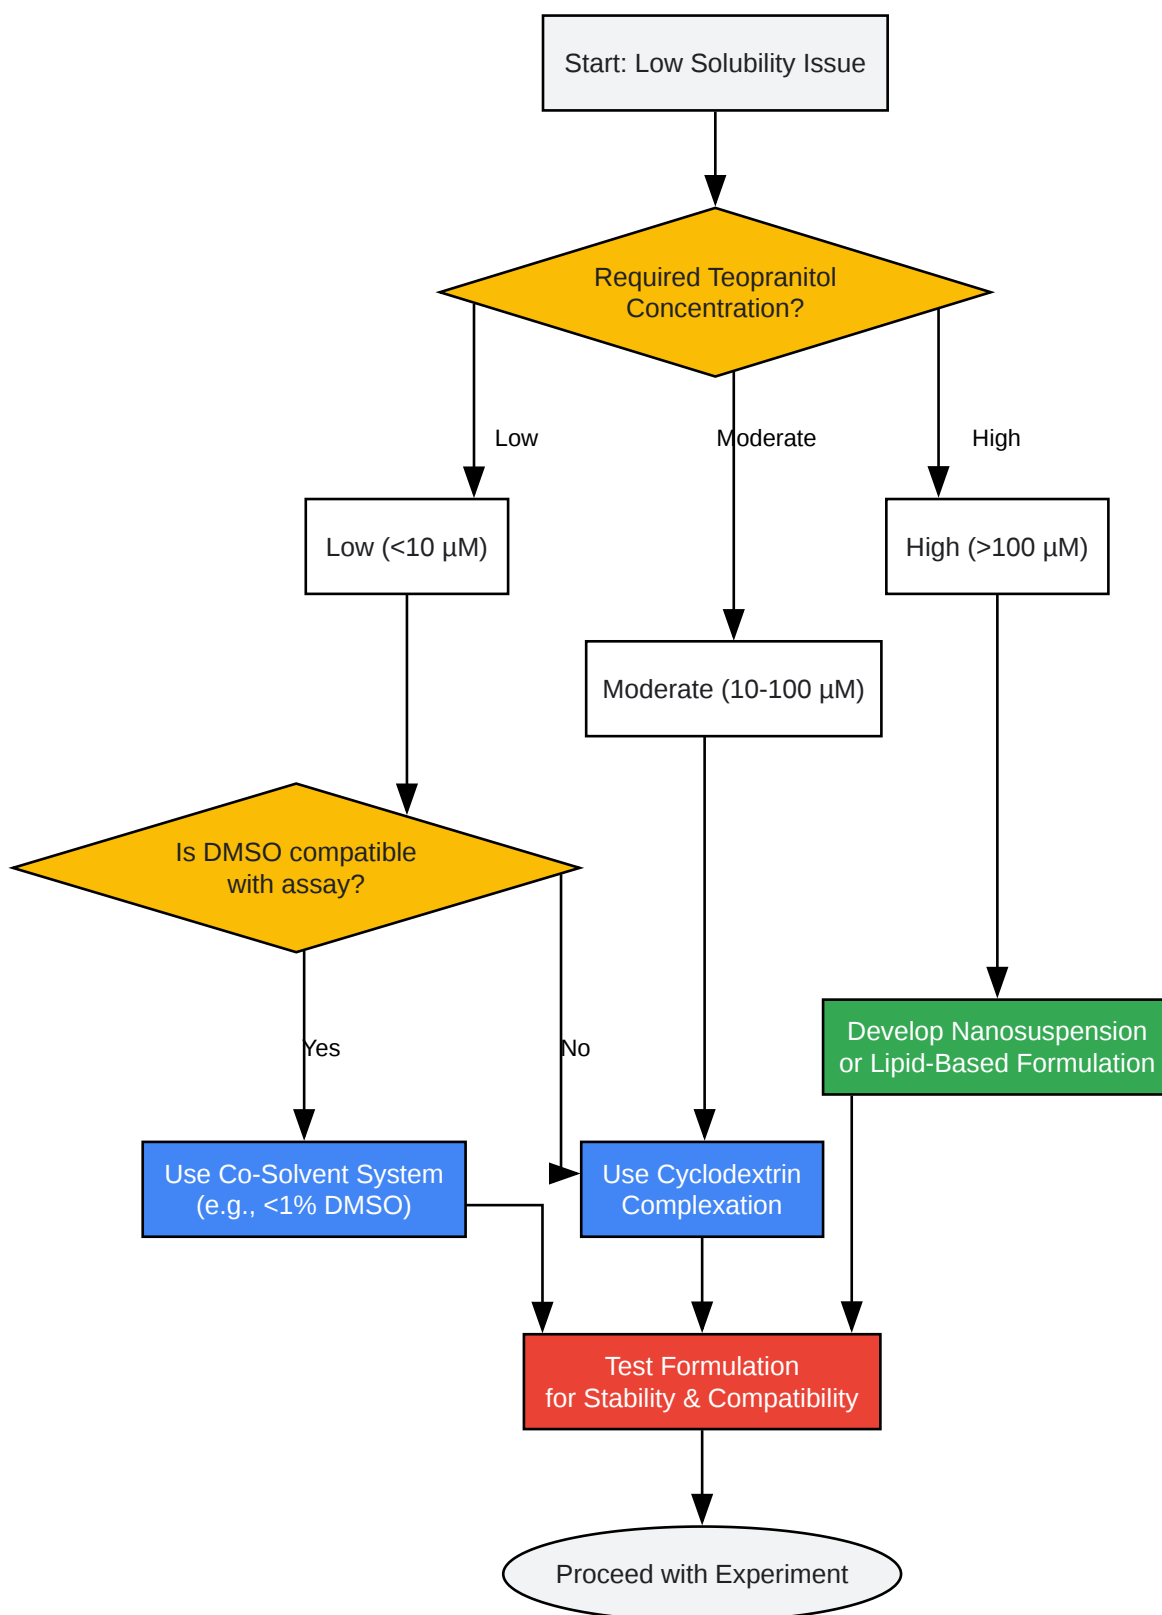 Start: Low Solubility Issue
Required Teopranitol
Concentration?
Low
Moderate
High
Low (<10 µM)
High (>100 µM)
Moderate (10-100 µM)
Is DMSO compatible
with assay?
Develop Nanosuspension
or Lipid-Based Formulation
Yes
No
Use Co-Solvent System
(e.g., <1% DMSO)
Use Cyclodextrin
Complexation
Test Formulation
for Stability & Compatibility
Proceed with Experiment